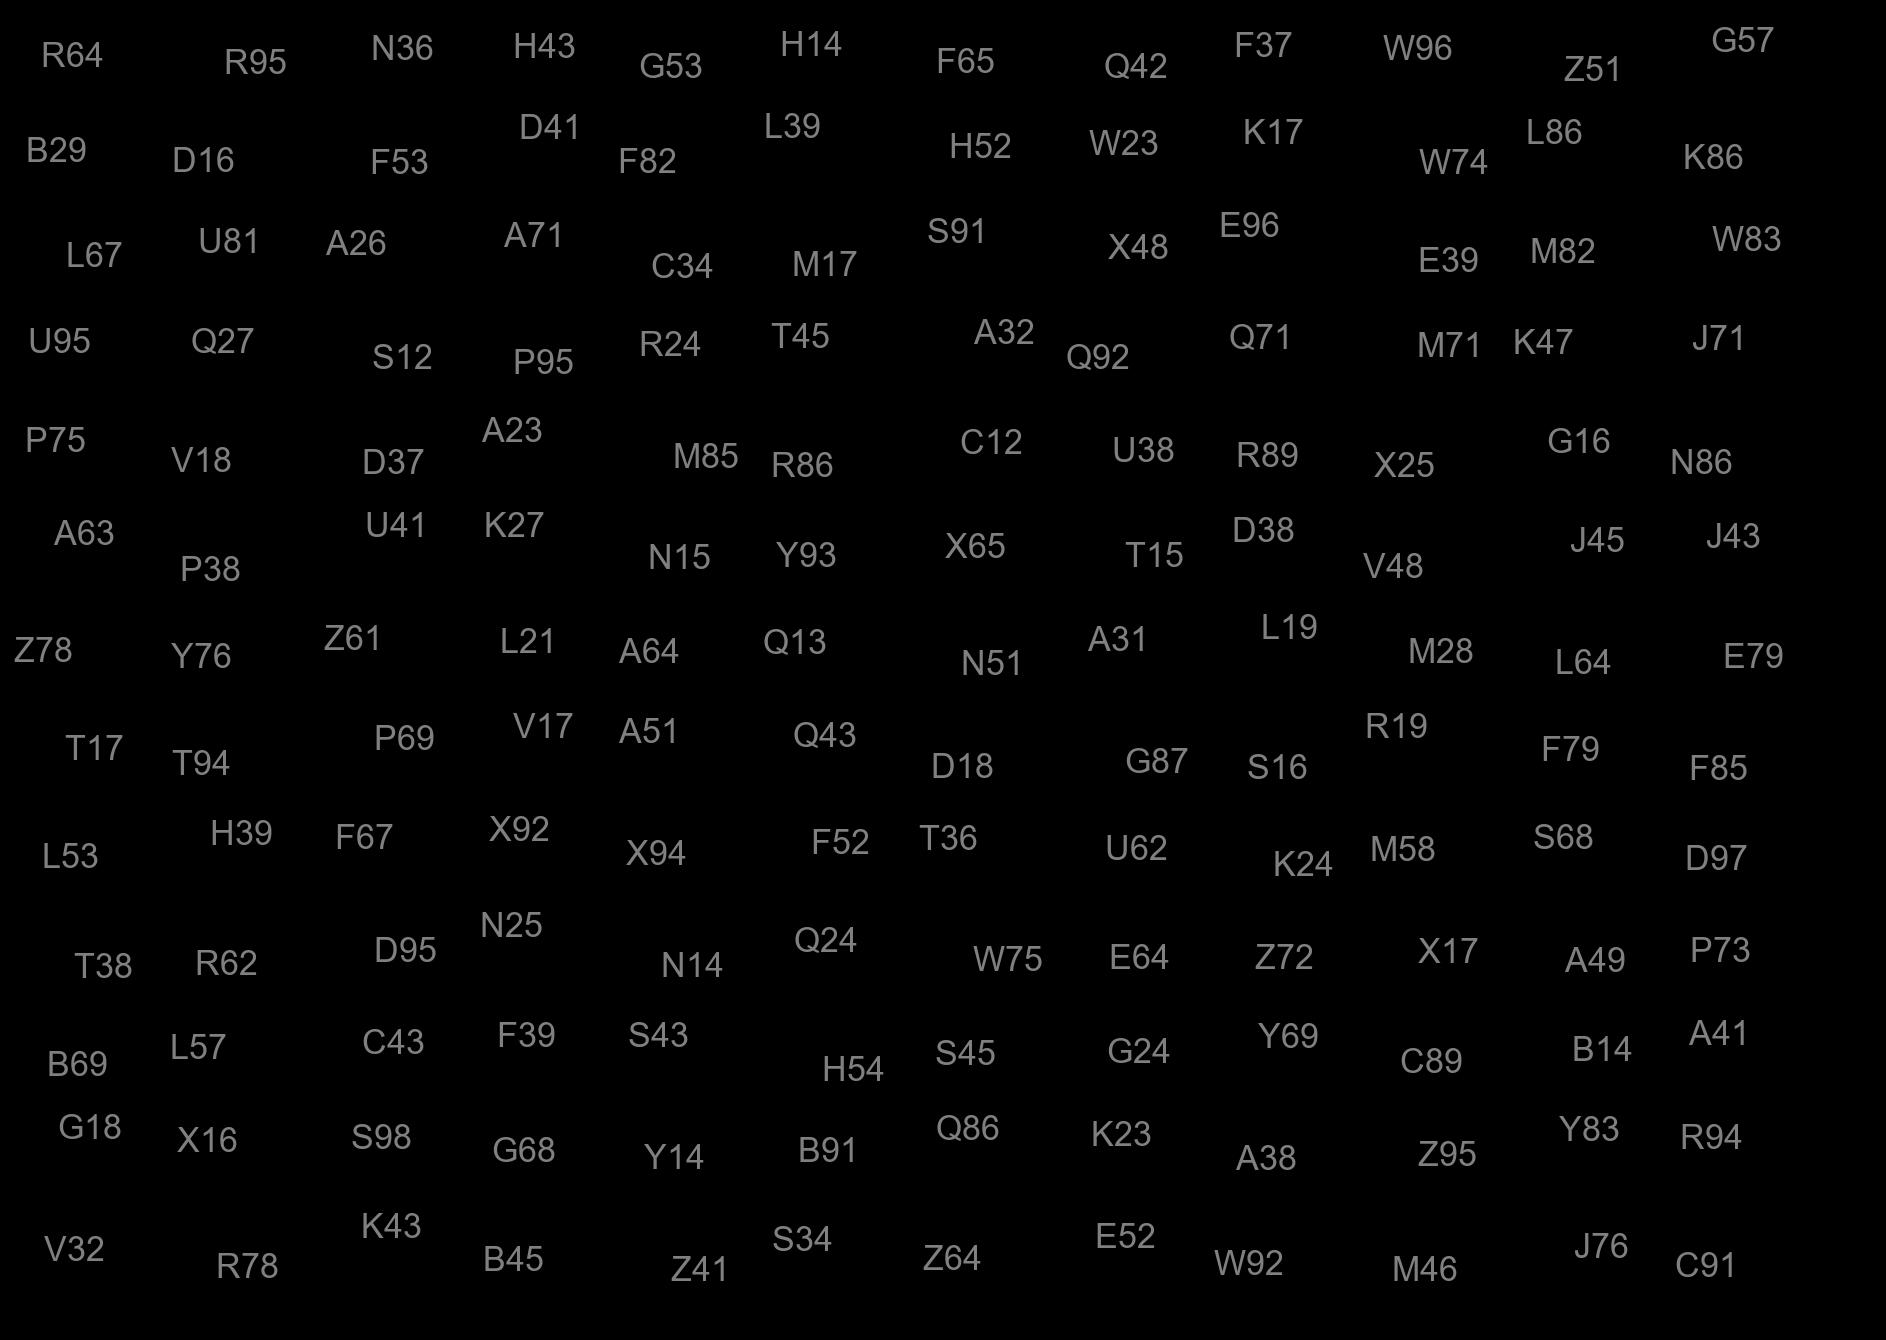 R64 R95 N36 H43 G53 H14 F65 Q42 F37 W96 Z51 G57
B29 D16 F53 D41 F82 L39 H52 W23 K17 W74 L86 K86
L67 U81 A26 A71 C34 M17 S91 X48 E96 E39 M82 W83
U95 Q27 S12 P95 R24 T45 A32 Q92 Q71 M71 K47 J71
P75 V18 D37 A23 M85 R86 C12 U38 R89 X25 G16 N86
A63 P38 U41 K27 N15 Y93 X65 T15 D38 V48 J45 J43
Z78 Y76 Z61 L21 A64 Q13 N51 A31 L19 M28 L64 E79
T17 T94 P69 V17 A51 Q43 D18 G87 S16 R19 F79 F85
L53 H39 F67 X92 X94 F52 T36 U62 K24 M58 S68 D97
T38 R62 D95 N25 N14 Q24 W75 E64 Z72 X17 A49 P73
B69 L57 C43 F39 S43 H54 S45 G24 Y69 C89 B14 A41
G18 X16 S98 G68 Y14 B91 Q86 K23 A38 Z95 Y83 R94
V32 R78 K43 B45 Z41 S34 Z64 E52 W92 M46 J76 C91